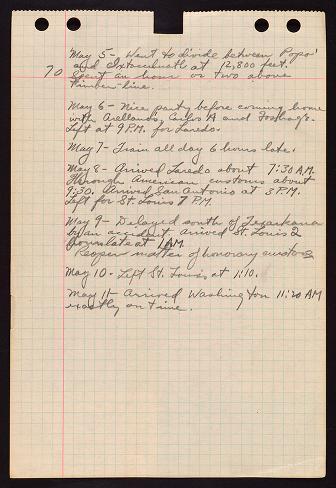 May 5 - Went to divide between Popo'
and Ixtaccihuatl at 12,800 feet.
70
Spent an hour or two above
timber-line.
May 6 - Nice party before coming home
with Arellanos, Carlos A and
Left at 9 P.M. for Laredo.
May 7 - Train all day 6 hours late.
May 8 - Arrived Laredo about 7:30 A.M.
Through American customs about
9:30. Arrived San Antonio at 3 P.M.
Left for St. Louis 7 P.M.
May 9 - Delayed south of Texarkana
by an accident, arrived St. Louis 2
hours late at 1 AM.
Reopen matter of honorary
May 10 - Left St. Louis at 1:10.
May 11 - Arrived Washington 11:20 AM
exactly on time.